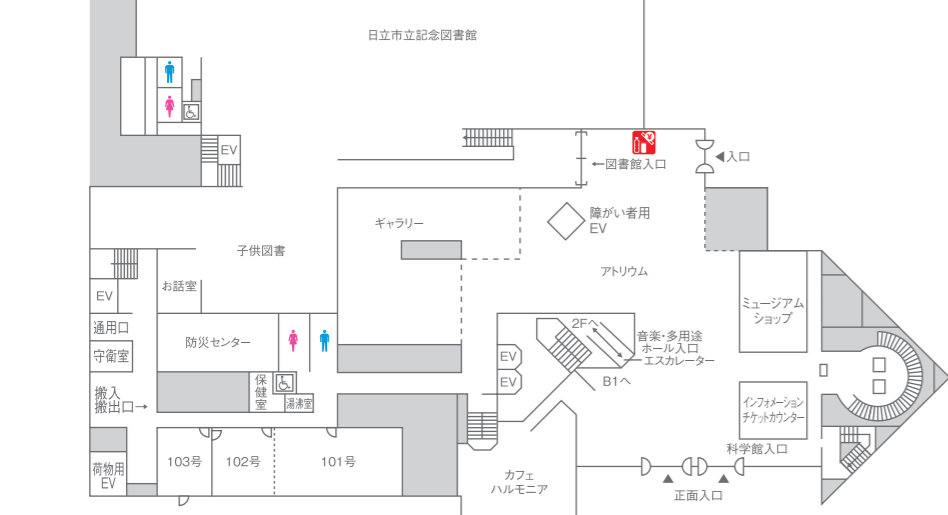 日立市立記念図書館
EV
←図書館入口
◀入口
ギャラリー
障がい者用
EV
子供図書
アトリウム
お話室
EV
ミュージアム
ショップ
通用口
防災センター
2Fへ
音楽・多用途
ホール入口
エスカレーター
守衛室
EV
EV
B1へ
保健室
湯沸室
搬入
搬出口→
インフォメーション
チケットカウンター
科学館入口
103号
102号
101号
荷物用
EV
カフェ
ハルモニア
正面入口